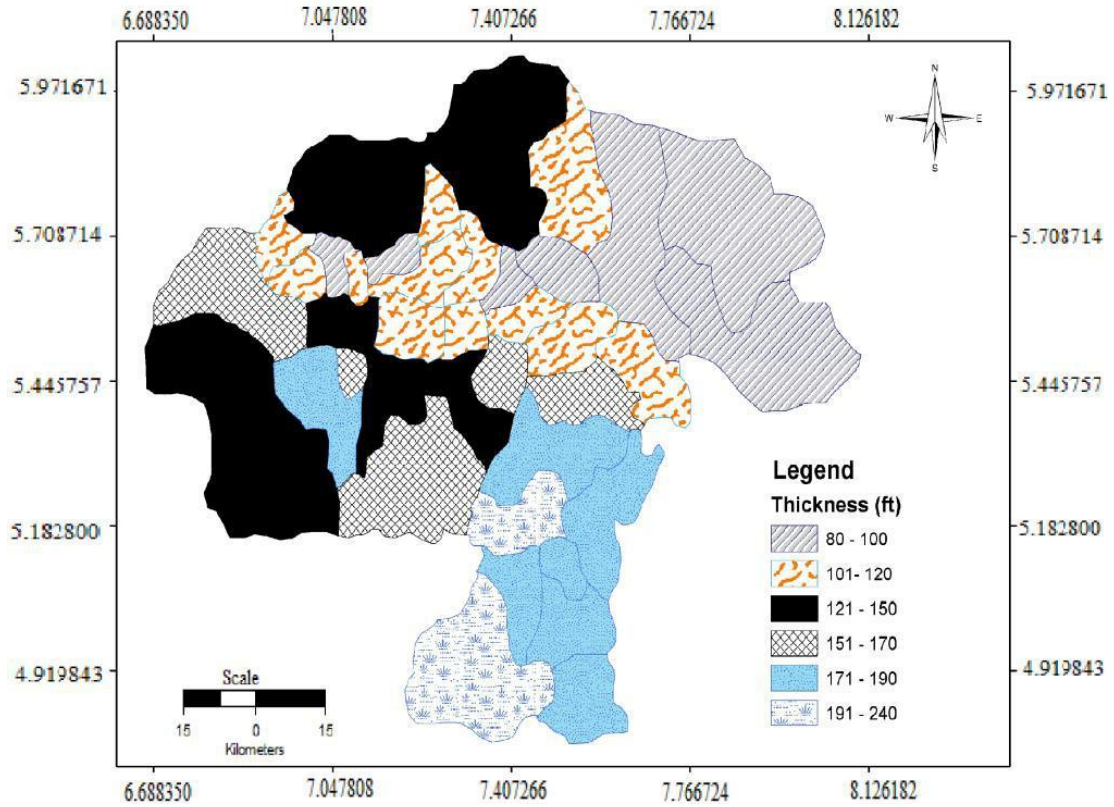 6.688350 7.047808 7.407266 7.766724 8.126182
5.971671 5.971671
N
W E
S
5.708714 5.708714
5.445757 5.445757
Legend
Thickness (ft)
5.182800 5.182800
80 - 100
101- 120
121 - 150
151 - 170
171 - 190
191 - 240
4.919843 4.919843
Scale
15 0 15
Kilometers
6.688350 7.047808 7.407266 7.766724 8.126182